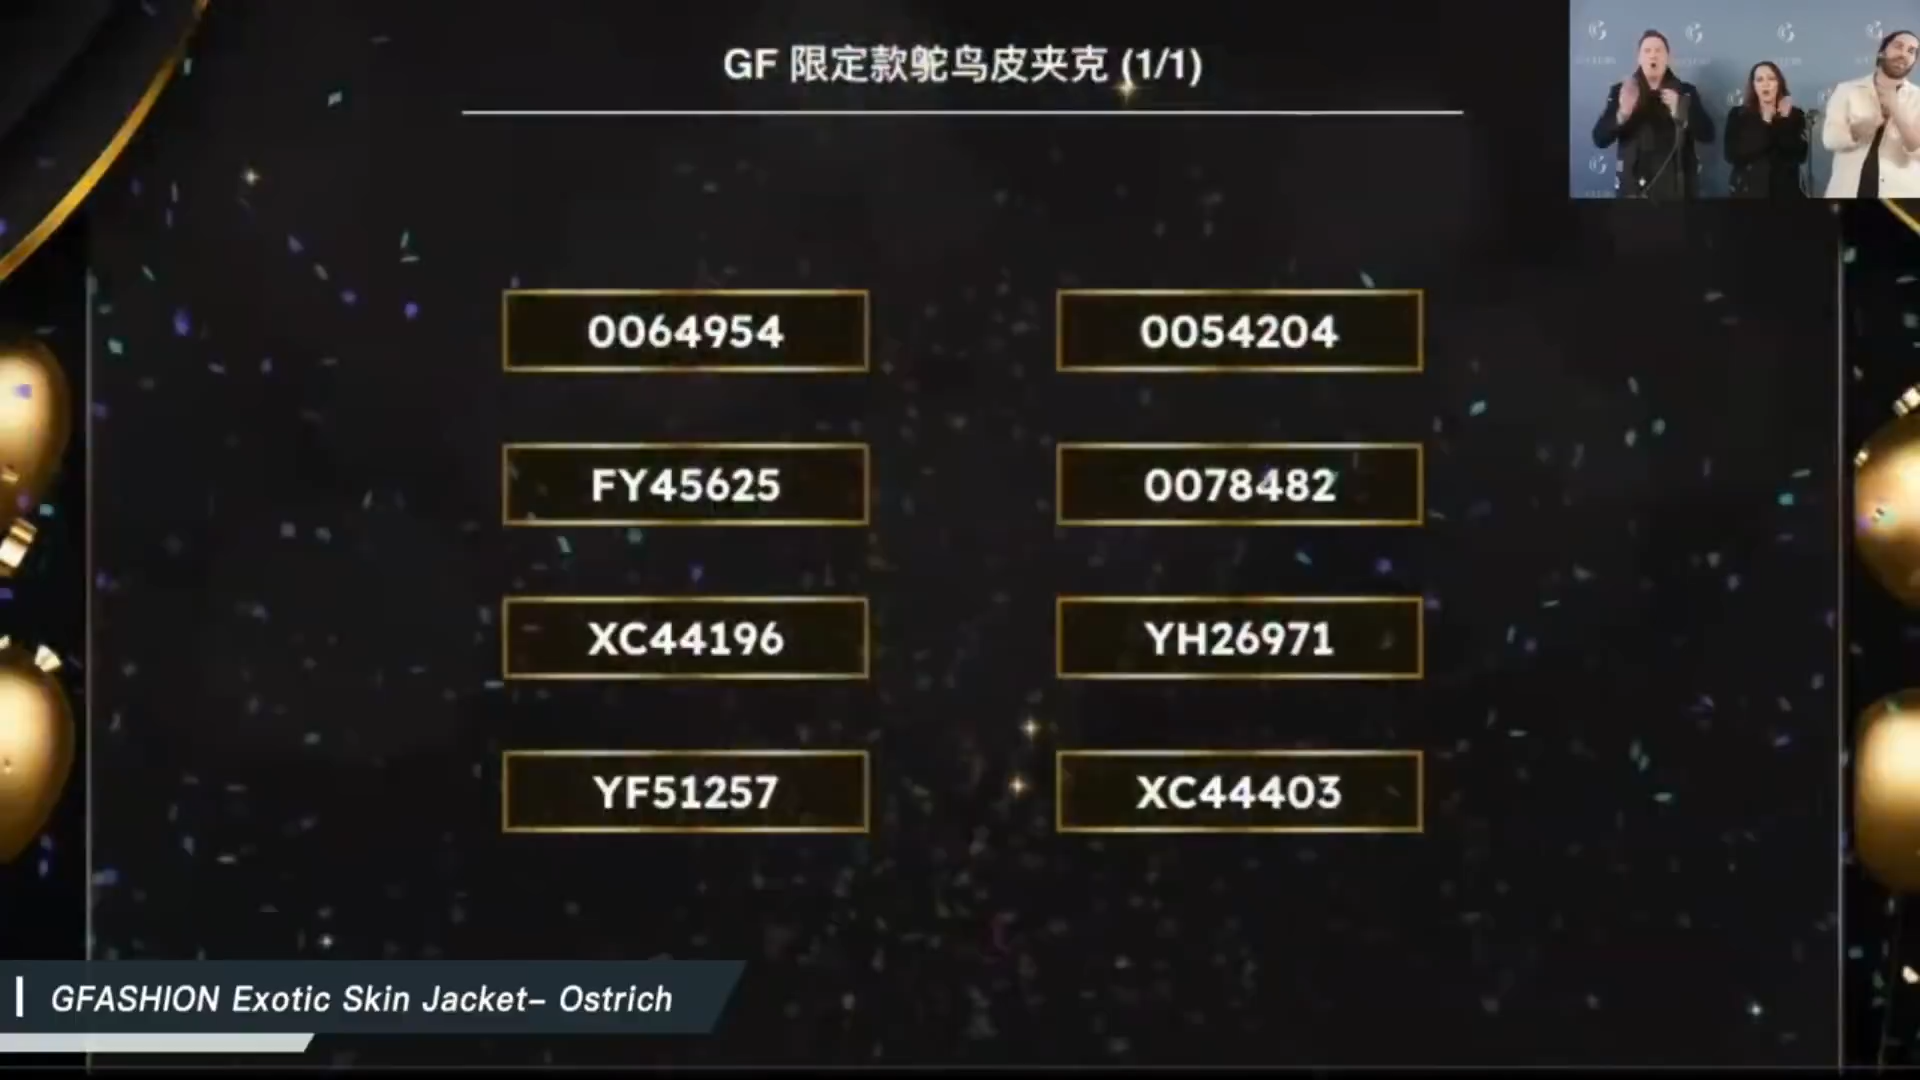 GF 限定款鸵鸟皮夹克 (1/1)
0064954
0054204
FY45625
0078482
XC44196
YH26971
YF51257
XC44403
GFASHION Exotic Skin Jacket- Ostrich